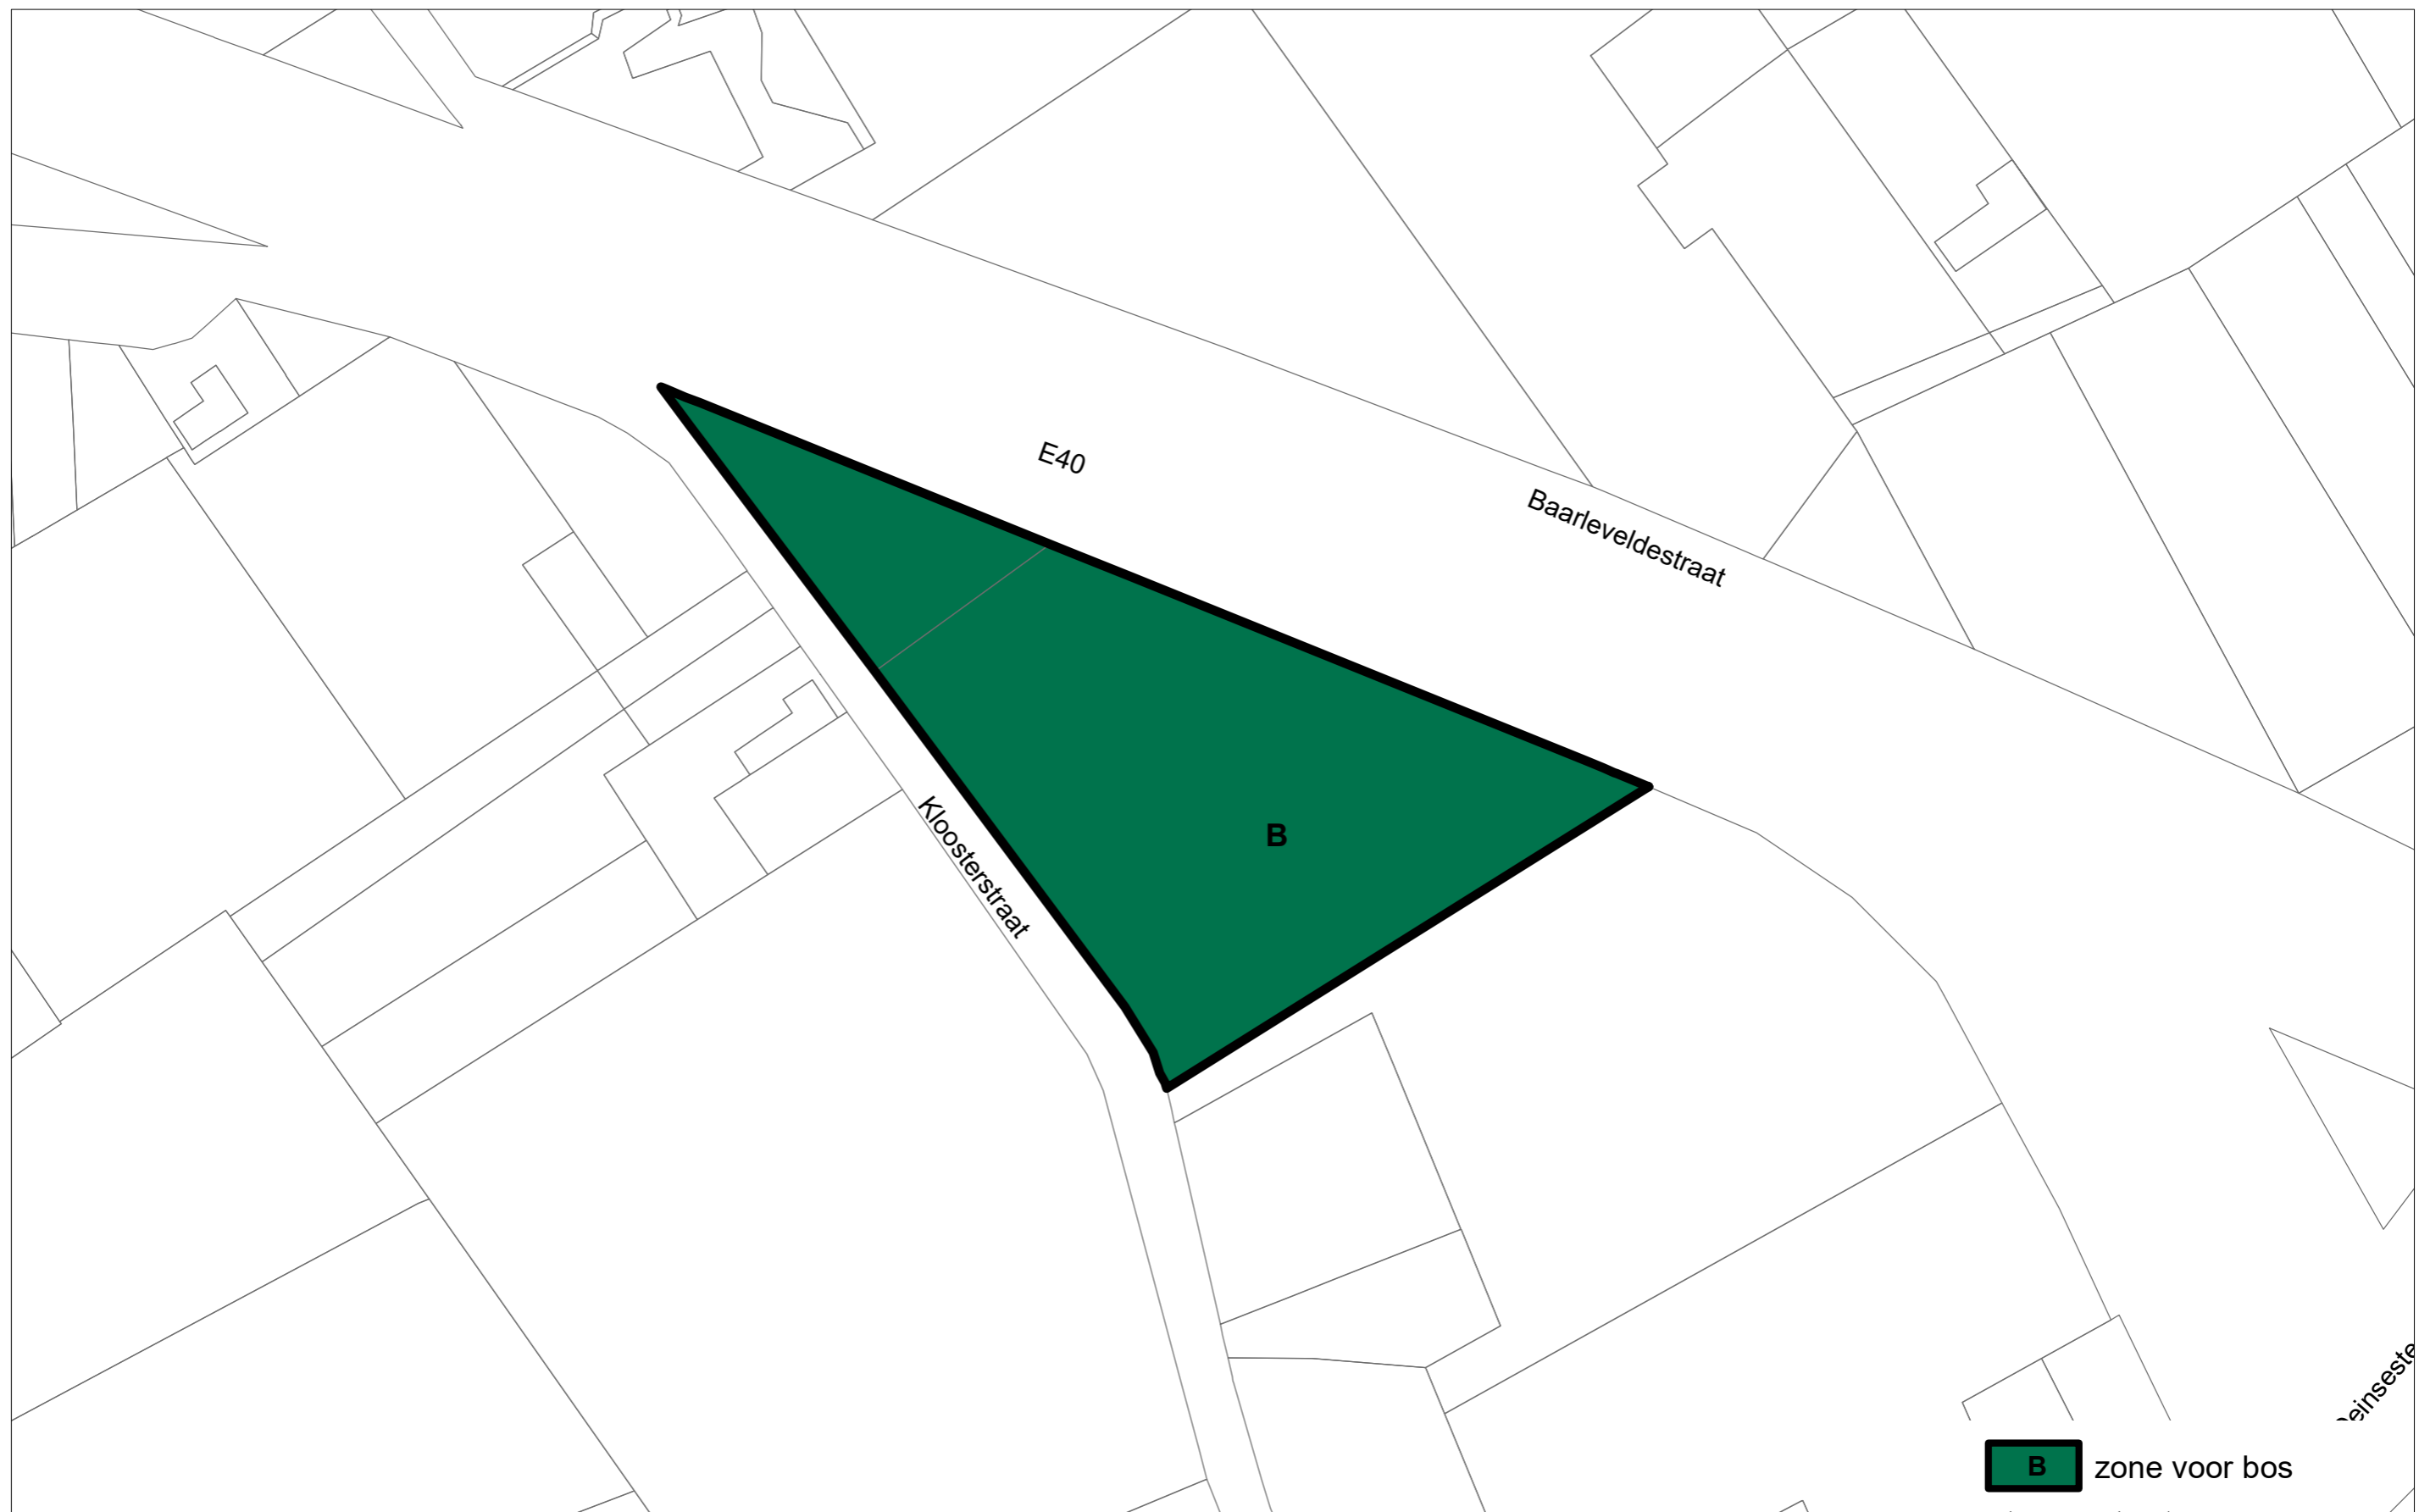 E40
Baarleveldestraat
Kloosterstraat
B
B zone voor bos